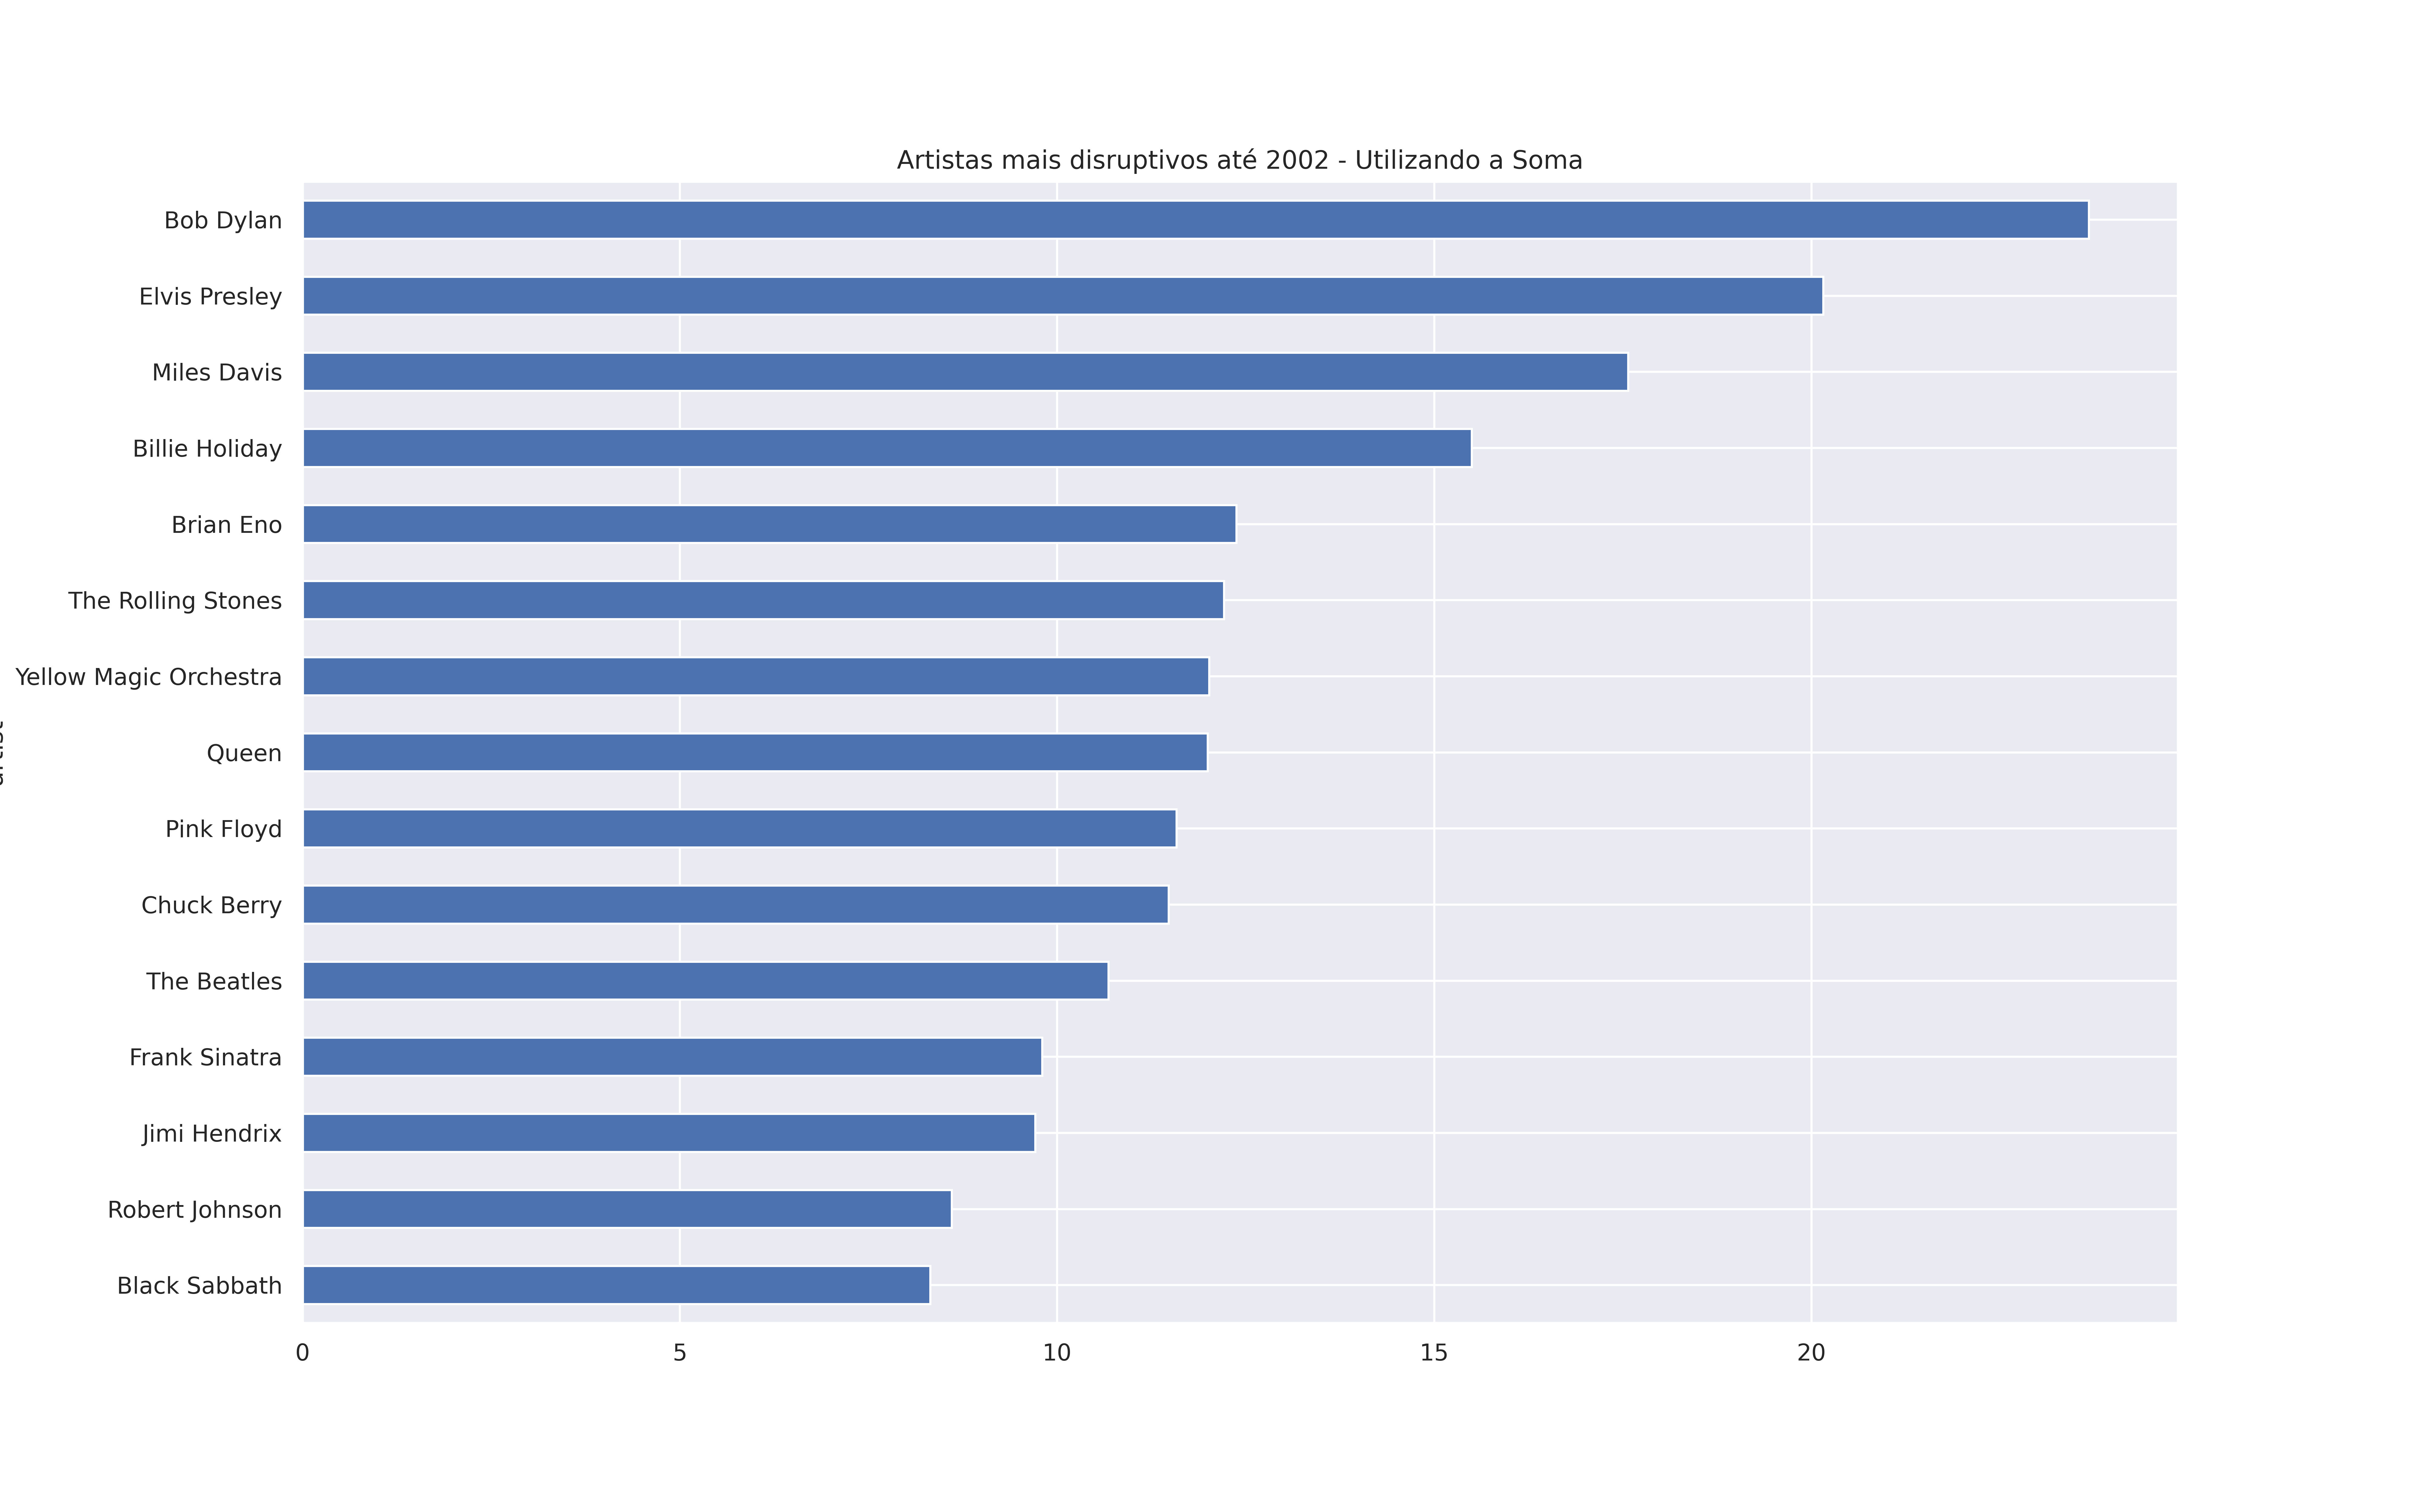 Artistas mais disruptivos até 2002 - Utilizando a Soma
Bob Dylan
Elvis Presley
Miles Davis
Billie Holiday
Brian Eno
The Rolling Stones
Yellow Magic Orchestra
Queen
Pink Floyd
Chuck Berry
The Beatles
Frank Sinatra
Jimi Hendrix
Robert Johnson
Black Sabbath
0 5 10 15 20